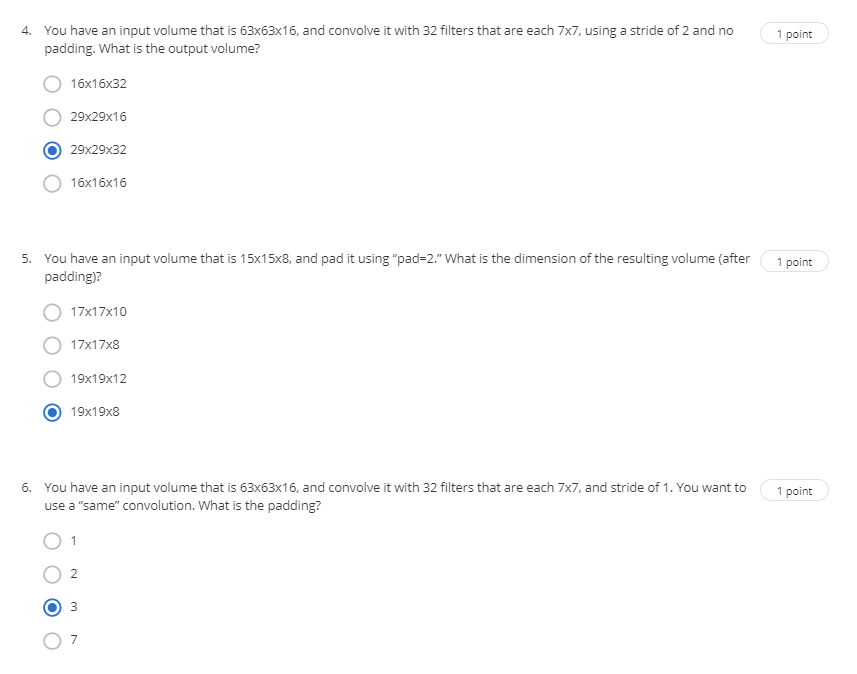 4. You have an input volume that is 63x63x16, and convolve it with 32 filters that are each 7x7, using a stride of 2 and no
1 point
padding. What is the output volume?
16x16x32
29x29x16
29x29x32
16x16x16
5. You have an input volume that is 15x15x8, and pad it using “pad=2.” What is the dimension of the resulting volume (after
1 point
padding)?
17x17x10
17x17x8
19x19x12
19x19x8
6. You have an input volume that is 63x63x16, and convolve it with 32 filters that are each 7x7, and stride of 1. You want to
1 point
use a “same” convolution. What is the padding?
1
2
3
7